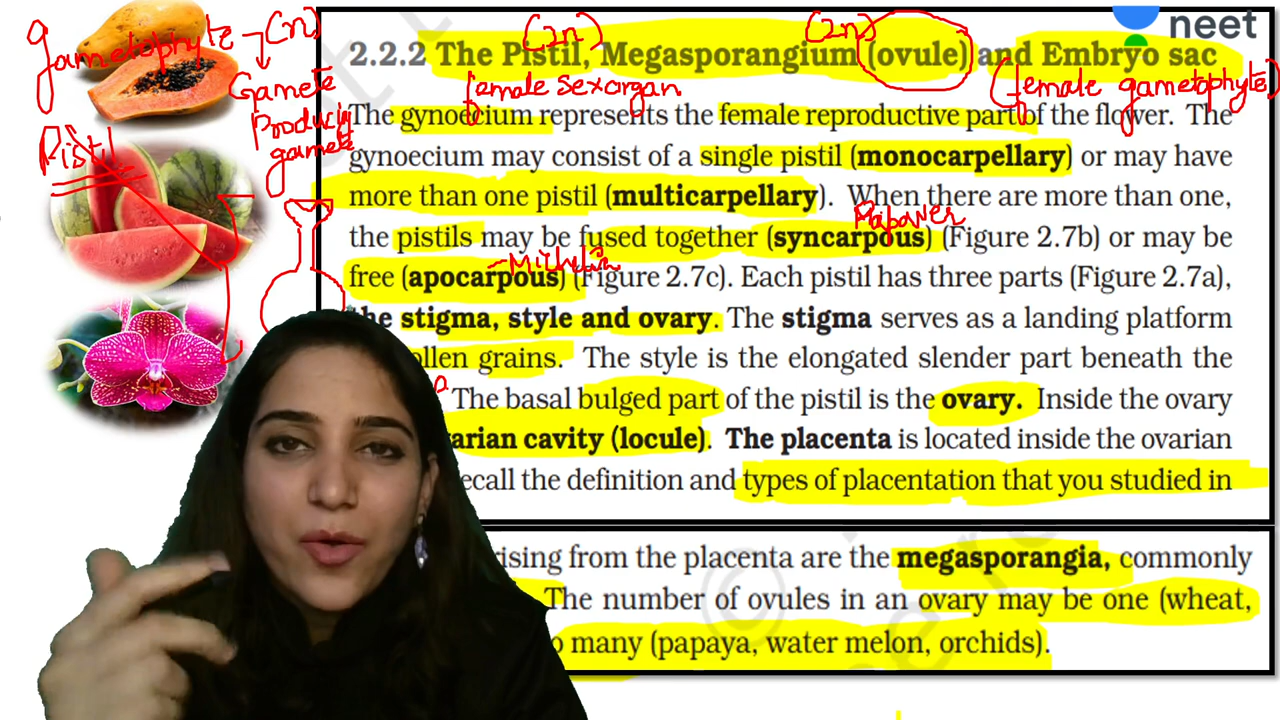 gametophyte → (n)
Gamete
Producing
gamete
Pistil
neet
(2n)
(2n)
2.2.2 The Pistil, Megasporangium (ovule) and Embryo sac
female sex organ
(female gametophyte)
The gynoecium represents the female reproductive part of the flower. The
gynoecium may consist of a single pistil (monocarpellary) or may have
more than one pistil (multicarpellary). When there are more than one,
Papaver
the pistils may be fused together (syncarpous) (Figure 2.7b) or may be
free (apocarpous) (Figure 2.7c). Each pistil has three parts (Figure 2.7a),
the stigma, style and ovary. The stigma serves as a landing platform
ollen grains. The style is the elongated slender part beneath the
The basal bulged part of the pistil is the ovary. Inside the ovary
arian cavity (locule). The placenta is located inside the ovarian
ecall the definition and types of placentation that you studied in
rising from the placenta are the megasporangia, commonly
The number of ovules in an ovary may be one (wheat,
o many (papaya, water melon, orchids).